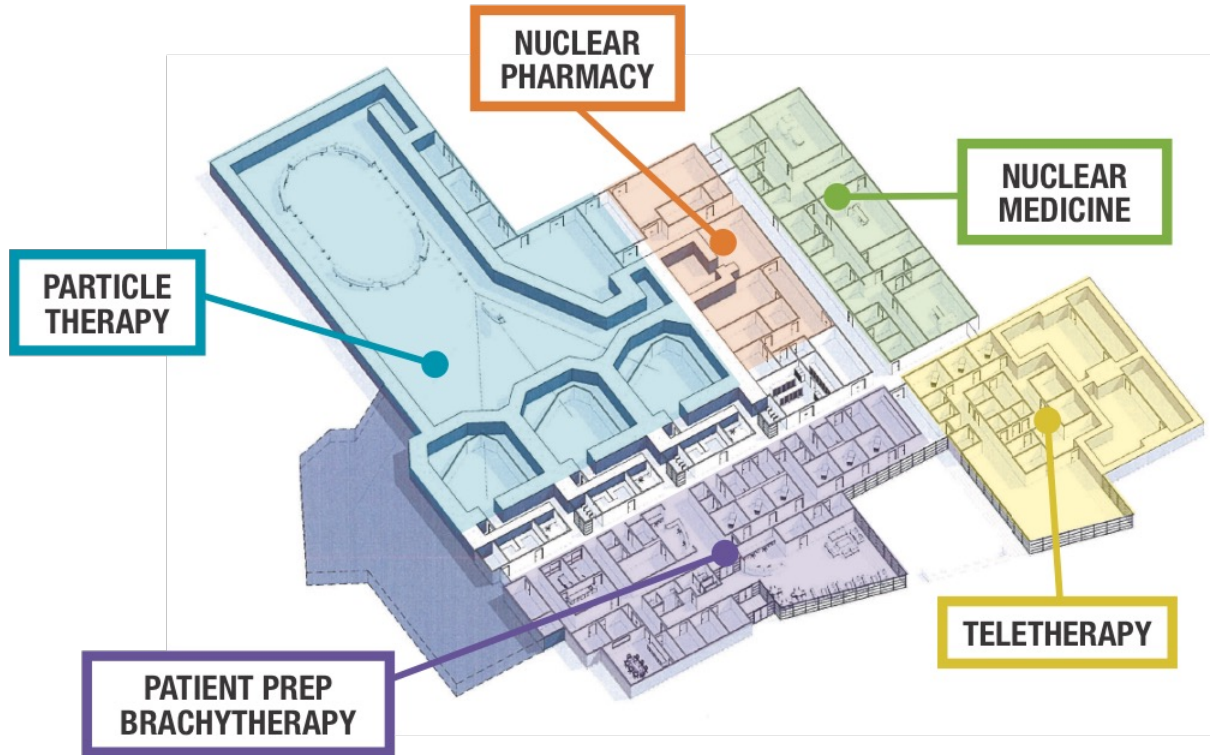 NUCLEAR
PHARMACY
NUCLEAR
MEDICINE
PARTICLE
THERAPY
TELETHERAPY
PATIENT PREP
BRACHYTHERAPY